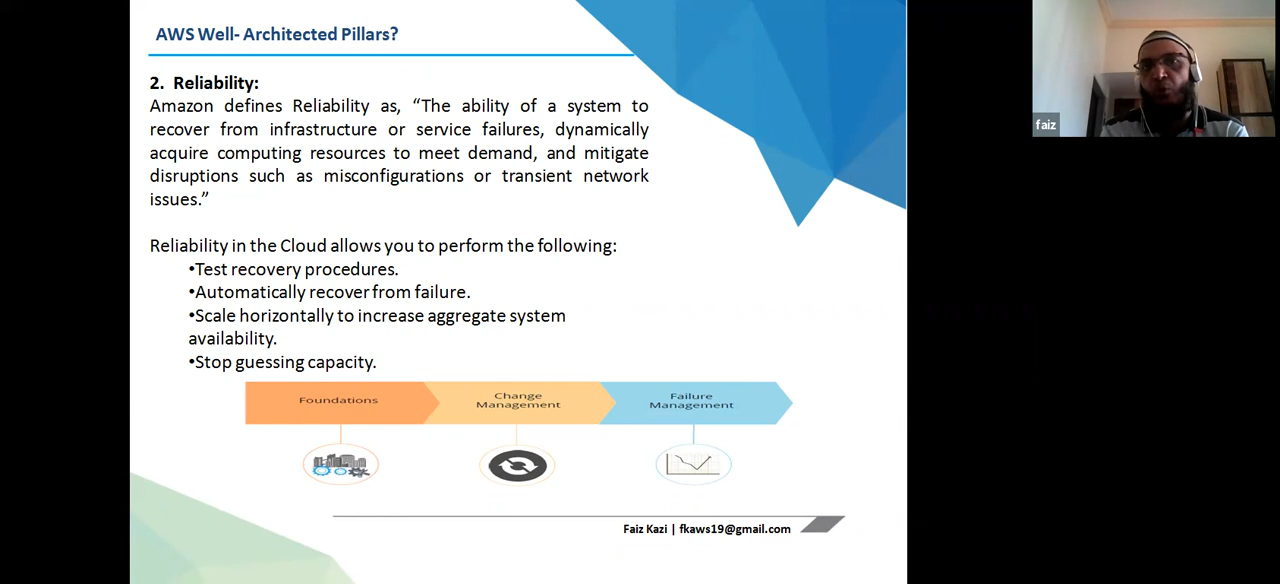 AWS Well- Architected Pillars?
2. Reliability:
Amazon defines Reliability as, “The ability of a system to
recover from infrastructure or service failures, dynamically
acquire computing resources to meet demand, and mitigate
disruptions such as misconfigurations or transient network
issues.”
Reliability in the Cloud allows you to perform the following:
•Test recovery procedures.
•Automatically recover from failure.
•Scale horizontally to increase aggregate system
availability.
•Stop guessing capacity.
Foundations
Change
Management
Failure
Management
Faiz Kazi | fkaws19@gmail.com
faiz